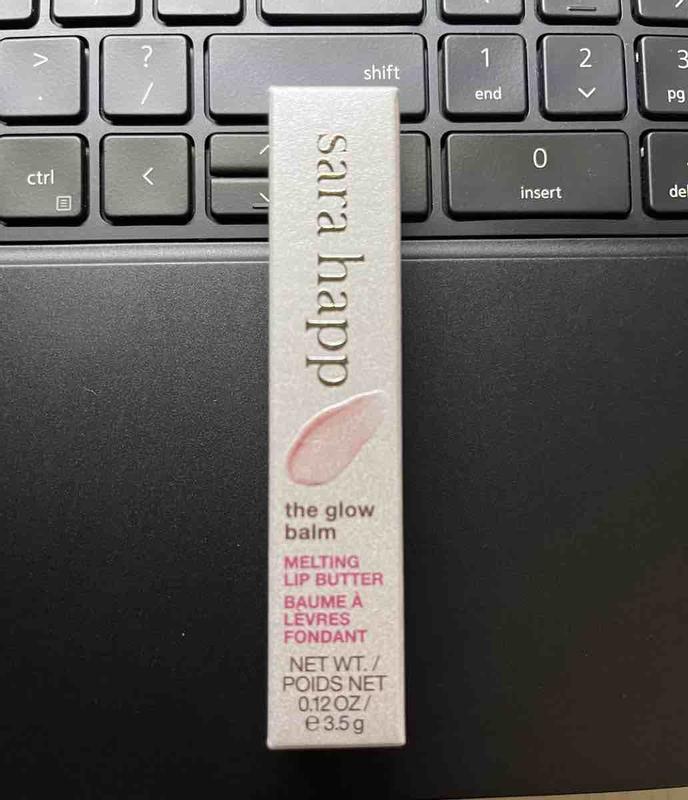 > ? shift 1 2 3
. / end pg
ctrl < 0
insert del
sara happ
the glow
balm
MELTING
LIP BUTTER
BAUME À
LÈVRES
FONDANT
NET WT. /
POIDS NET
0.12 OZ /
℮ 3.5 g